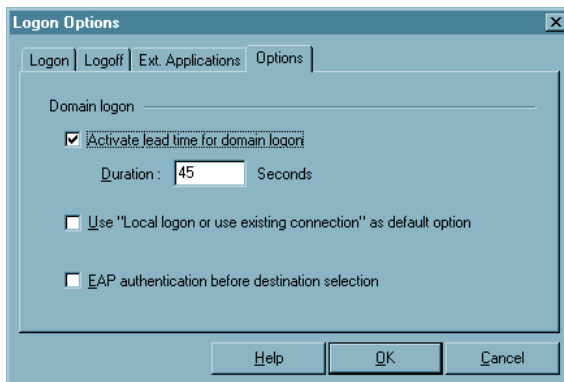 Logon Options
Logon Logoff Ext. Applications Options
Domain logon
Activate lead time for domain logon
Duration : 45 Seconds
Use "Local logon or use existing connection" as default option
EAP authentication before destination selection
Help OK Cancel